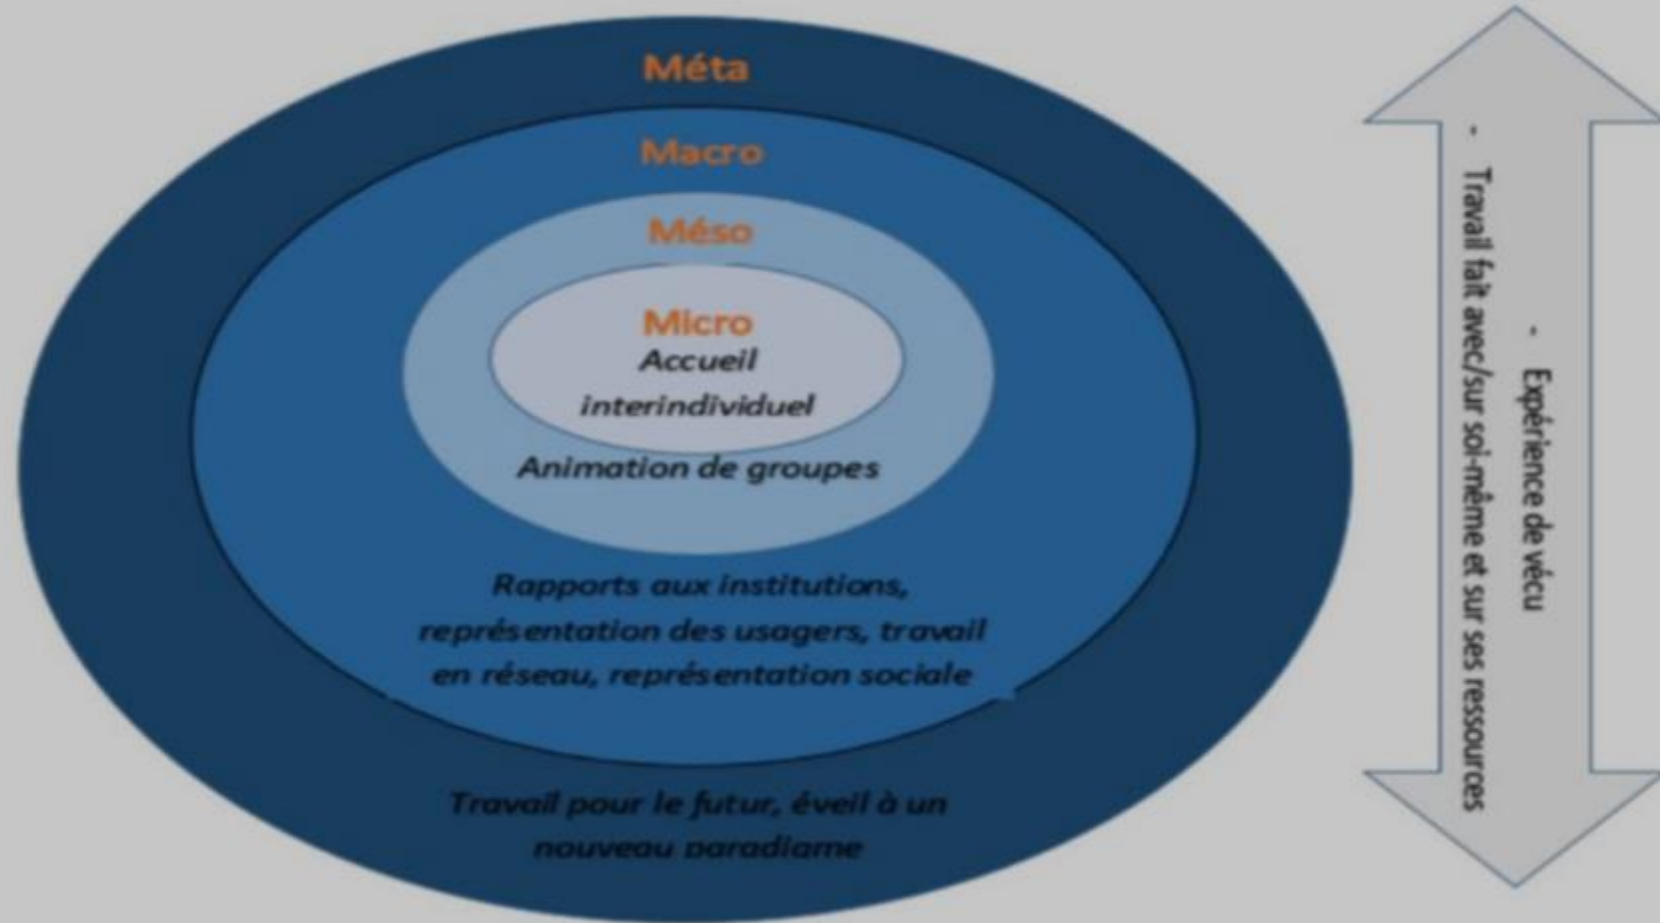 Méta
Macro
Méso
Micro
Accueil
interindividuel
Animation de groupes
Rapports aux institutions,
représentation des usagers, travail
en réseau, représentation sociale
Travail pour le futur, éveil à un
nouveau paradigme
- Expérience de vécu
- Travail fait avec/sur soi-même et sur ses ressources